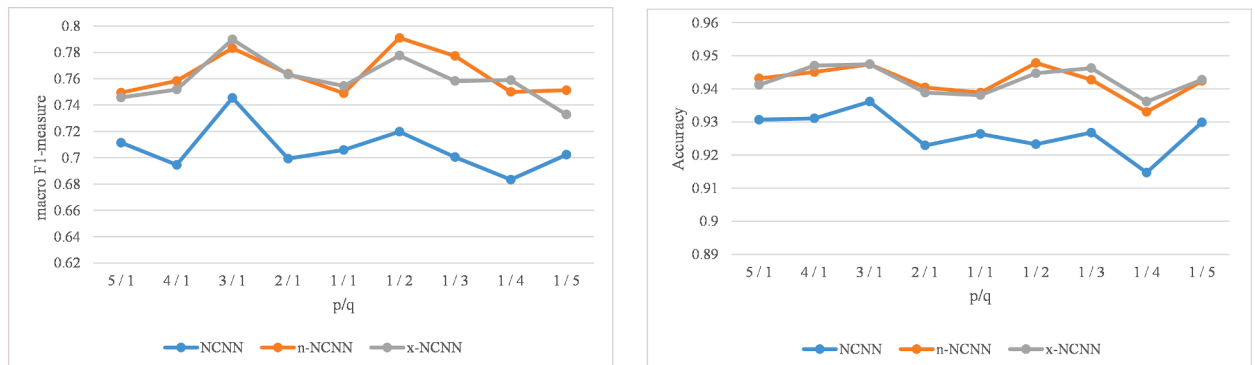 0.8
0.78
0.76
0.74
0.72
0.7
0.68
0.66
0.64
0.62
macro F1-measure
5 / 1 4 / 1 3 / 1 2 / 1 1 / 1 1 / 2 1 / 3 1 / 4 1 / 5
p/q
NCNN n-NCNN x-NCNN
0.96
0.95
0.94
0.93
0.92
0.91
0.9
0.89
Accuracy
5 / 1 4 / 1 3 / 1 2 / 1 1 / 1 1 / 2 1 / 3 1 / 4 1 / 5
p/q
NCNN n-NCNN x-NCNN